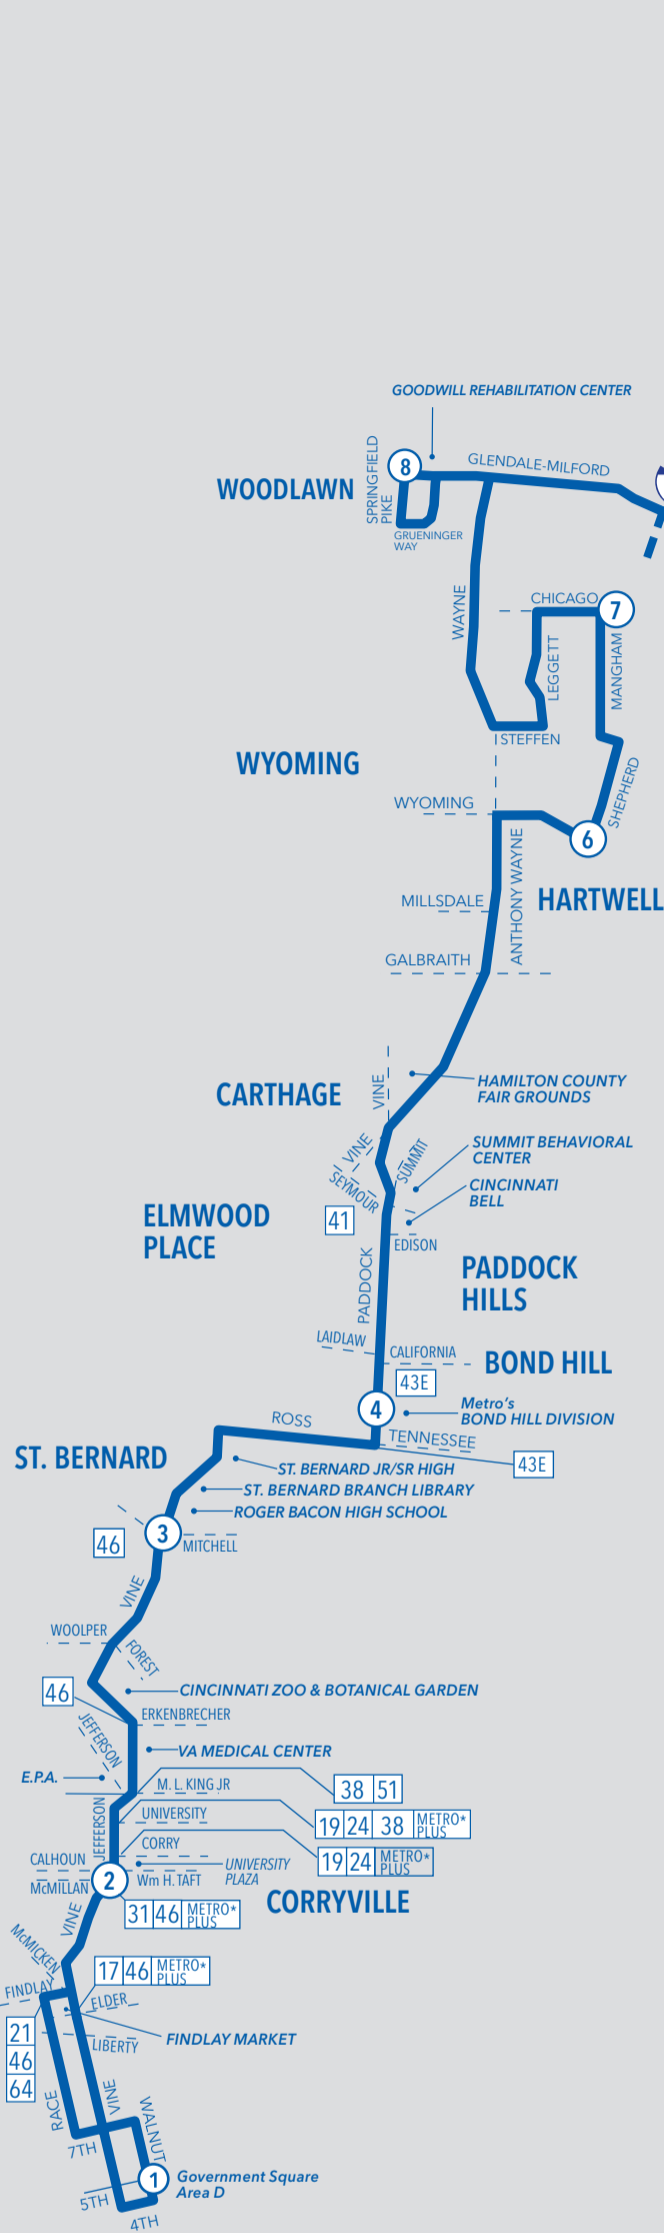 GOODWILL REHABILITATION CENTER
SPRINGFIELD
PIKE
8
GLENDALE-MILFORD
WOODLAWN
GRUENINGER
WAY
WAYNE
CHICAGO
7
LEGGETT
MANGHAM
STEFFEN
WYOMING
SHEPHERD
WYOMING
6
ANTHONY WAYNE
MILLSDALE
HARTWELL
GALBRAITH
VINE
HAMILTON COUNTY
FAIR GROUNDS
CARTHAGE
VINE
SUMMIT
SUMMIT BEHAVIORAL
CENTER
SEYMOUR
CINCINNATI
BELL
41
ELMWOOD
PLACE
EDISON
PADDOCK
PADDOCK
HILLS
LAIDLAW
CALIFORNIA
BOND HILL
43E
4
Metro's
BOND HILL DIVISION
ROSS
TENNESSEE
ST. BERNARD
43E
ST. BERNARD JR/SR HIGH
ST. BERNARD BRANCH LIBRARY
ROGER BACON HIGH SCHOOL
3
46
MITCHELL
VINE
WOOLPER
FOREST
46
CINCINNATI ZOO & BOTANICAL GARDEN
ERKENBRECHER
JEFFERSON
VA MEDICAL CENTER
E.P.A.
M. L. KING JR
38 51
JEFFERSON
UNIVERSITY
19 24 38 METRO*
PLUS
CORRY
19 24 METRO*
PLUS
CALHOUN
UNIVERSITY
PLAZA
2
Wm H. TAFT
McMILLAN
CORRYVILLE
VINE
31 46 METRO*
PLUS
McMICKEN
17 46 METRO*
PLUS
FINDLAY
ELDER
21
46
64
LIBERTY
FINDLAY MARKET
RACE
VINE
WALNUT
7TH
1
Government Square
Area D
5TH
4TH